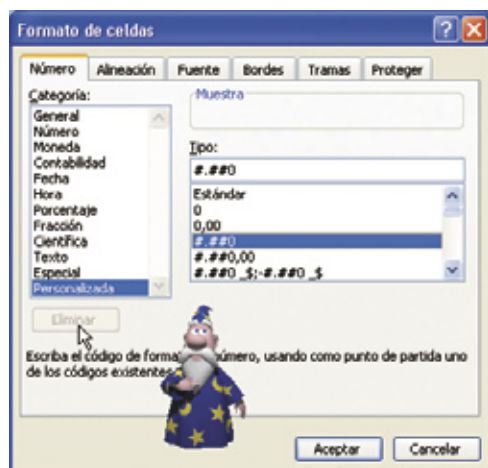 Formato de celdas
Número Alineación Fuente Bordes Tramas Proteger
Categoría:
General
Número
Moneda
Contabilidad
Fecha
Hora
Porcentaje
Fracción
Científica
Texto
Especial
Personalizada
Muestra
Tipo:
#.##0
Estándar
0
0,00
#.##0
#.##0,00
#.##0 _$;-#.##0 _$
Eliminar
Escriba el código de número, usando como punto de partida uno
de los códigos existentes
Aceptar Cancelar